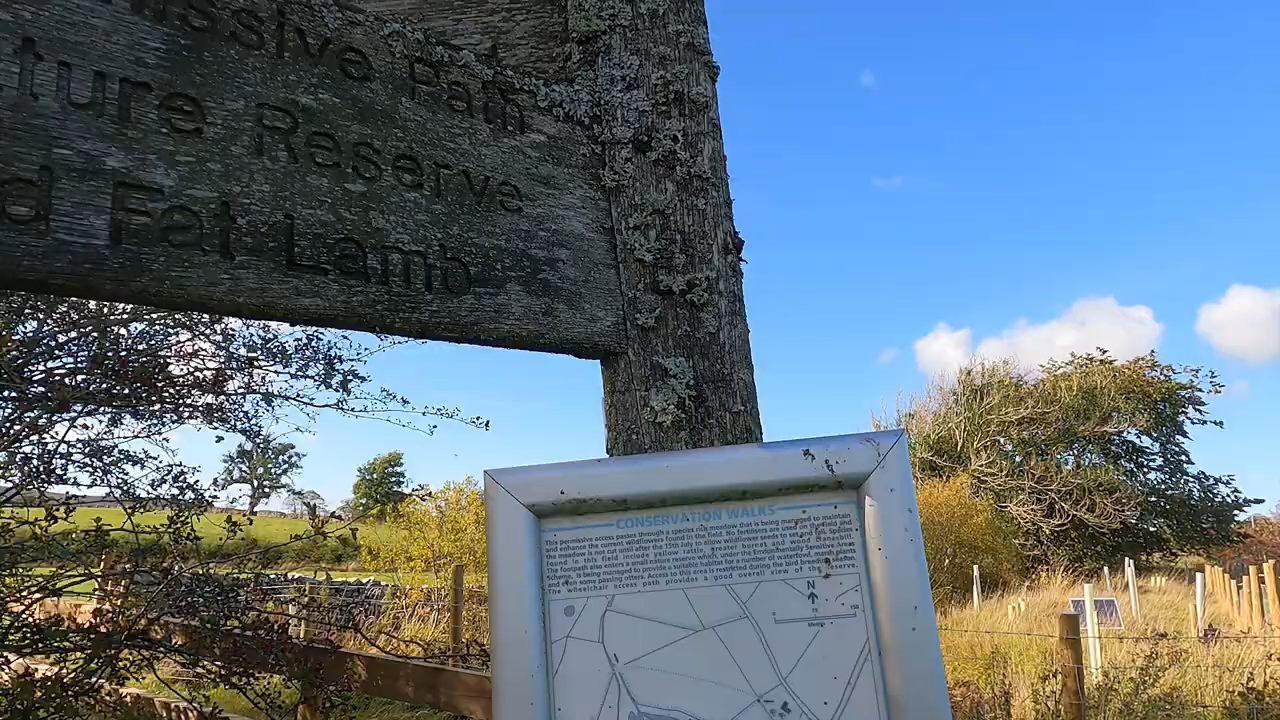 ssive Path
ture Reserve
d Fat Lamb
CONSERVATION WALKS
This permissive access passes through a species rich meadow that is being managed to maintain
and enhance the current wildflowers found in the field. No fertilisers are used on the field and
the meadow is not cut until after the 15th July to allow wildflower seeds to set and fall. Species
found in this field include yellow rattle, greater burnet and wood cranesbill.
The footpath also enters a small nature reserve which, under the Environmentally Sensitive Areas
Scheme, is being managed to provide a suitable habitat for a number of waterfowl, marsh plants
and even some passing otters. Access to this area is restricted during the bird breeding season.
The wheelchair access path provides a good overall view of the reserve.
N
0 75 150
Metres